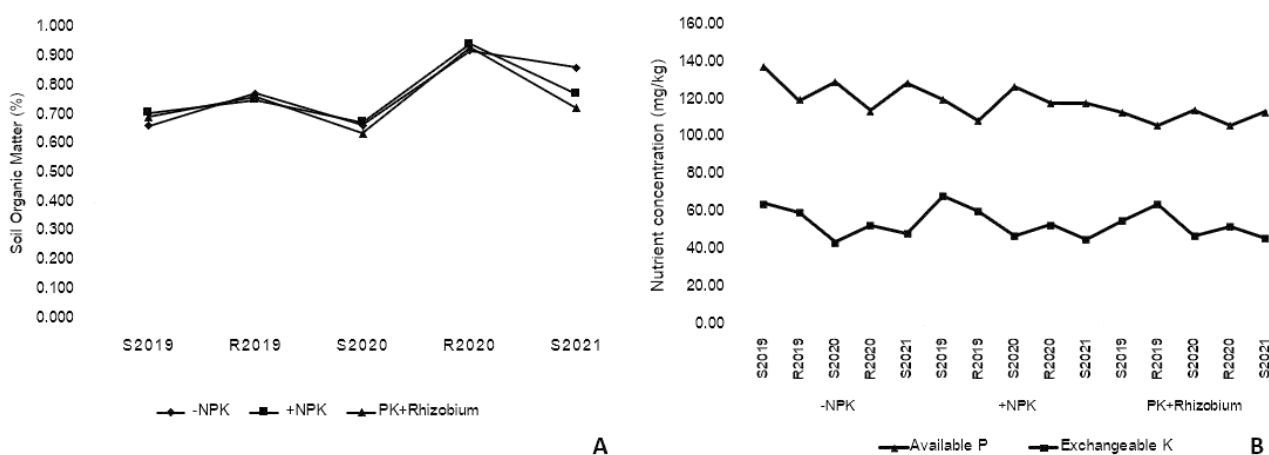 Soil Organic Matter (%)
1.000
0.900
0.800
0.700
0.600
0.500
0.400
0.300
0.200
0.100
0.000
S2019 R2019 S2020 R2020 S2021
-NPK +NPK PK+Rhizobium
A
Nutrient concentration (mg/kg)
160.00
140.00
120.00
100.00
80.00
60.00
40.00
20.00
0.00
S2019 R2019 S2020 R2020 S2021 S2019 R2019 S2020 R2020 S2021 S2019 R2019 S2020 R2020 S2021
-NPK +NPK PK+Rhizobium
Available P Exchangeable K
B